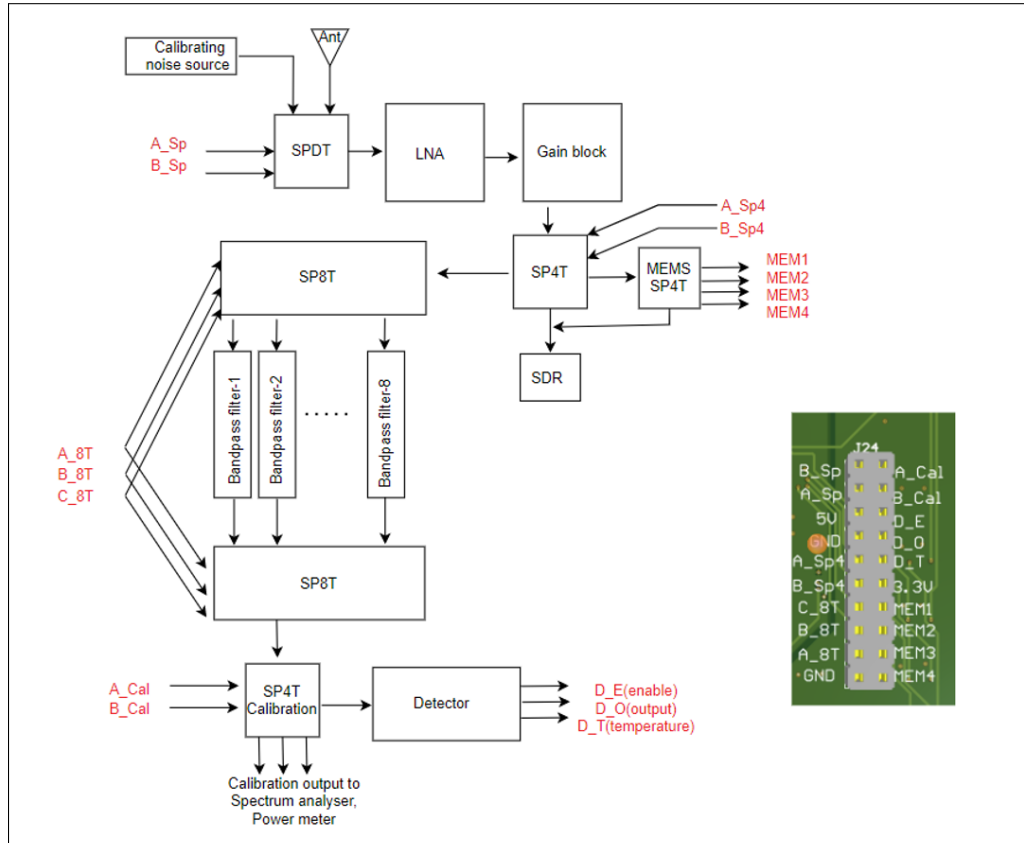 Calibrating
noise source
Ant
A_Sp
B_Sp
SPDT
LNA
Gain block
A_Sp4
B_Sp4
SP8T
SP4T
MEMS
SP4T
MEM1
MEM2
MEM3
MEM4
SDR
Bandpass filter-1
Bandpass filter-2
.....
Bandpass filter-8
A_8T
B_8T
C_8T
SP8T
A_Cal
B_Cal
SP4T
Calibration
Detector
D_E(enable)
D_O(output)
D_T(temperature)
Calibration output to
Spectrum analyser,
Power meter
J24
B_Sp A_Cal
A_Sp B_Cal
5V D_E
GND D_O
A_Sp4 D_T
B_Sp4 3.3V
C_8T MEM1
B_8T MEM2
A_8T MEM3
GND MEM4